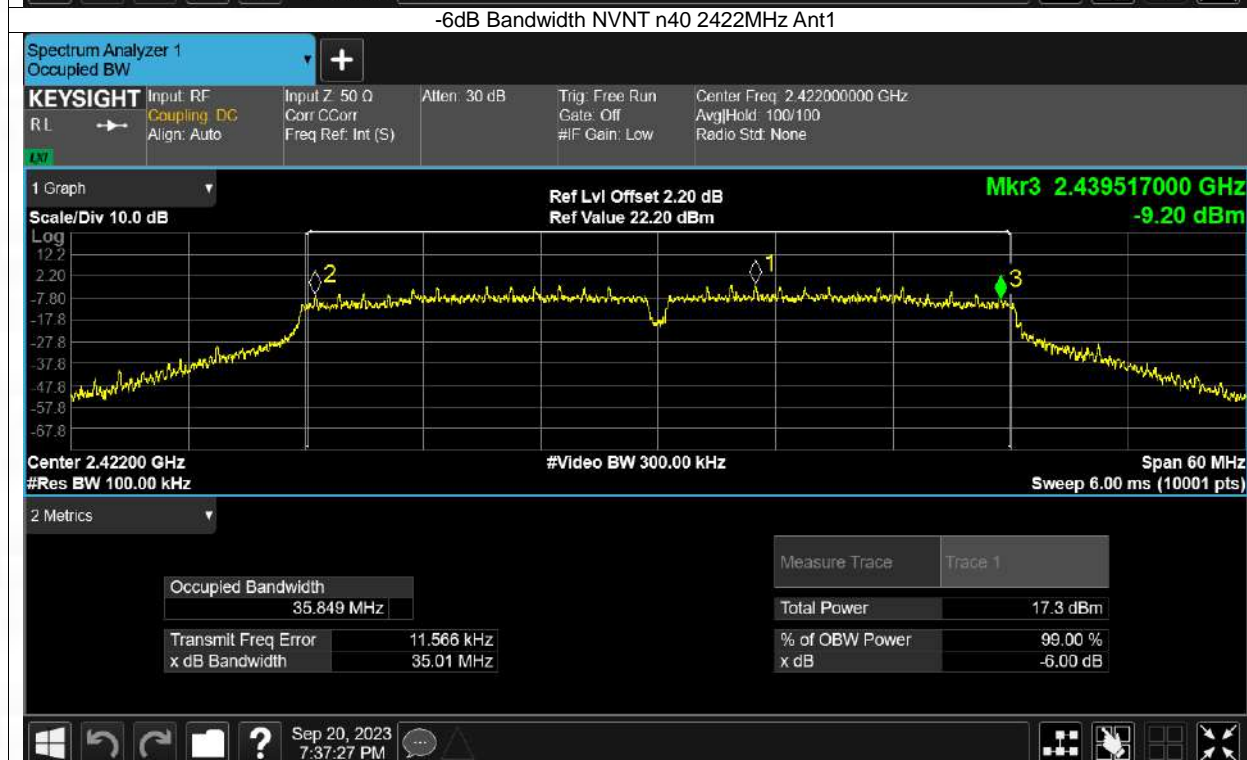 -6dB Bandwidth NVNT n40 2422MHz Ant1
Spectrum Analyzer 1
Occupied BW
+
KEYSIGHT Input: RF Input Z: 50 Ω Atten: 30 dB Trig: Free Run Center Freq: 2.422000000 GHz
RL Coupling: DC Corr CCorr Gate: Off Avg|Hold: 100/100
Align: Auto Freq Ref: Int (S) #IF Gain: Low Radio Std: None
LXI
1 Graph Ref Lvl Offset 2.20 dB Mkr3 2.439517000 GHz
Scale/Div 10.0 dB Ref Value 22.20 dBm -9.20 dBm
Log
12.2
2.20
-7.80
-17.8
-27.8
-37.8
-47.8
-57.8
-67.8
2 1 3
Center 2.42200 GHz #Video BW 300.00 kHz Span 60 MHz
#Res BW 100.00 kHz Sweep 6.00 ms (10001 pts)
2 Metrics
Measure Trace Trace 1
Occupied Bandwidth
35.849 MHz Total Power 17.3 dBm
Transmit Freq Error 11.566 kHz % of OBW Power 99.00 %
x dB Bandwidth 35.01 MHz x dB -6.00 dB
? Sep 20, 2023
7:37:27 PM